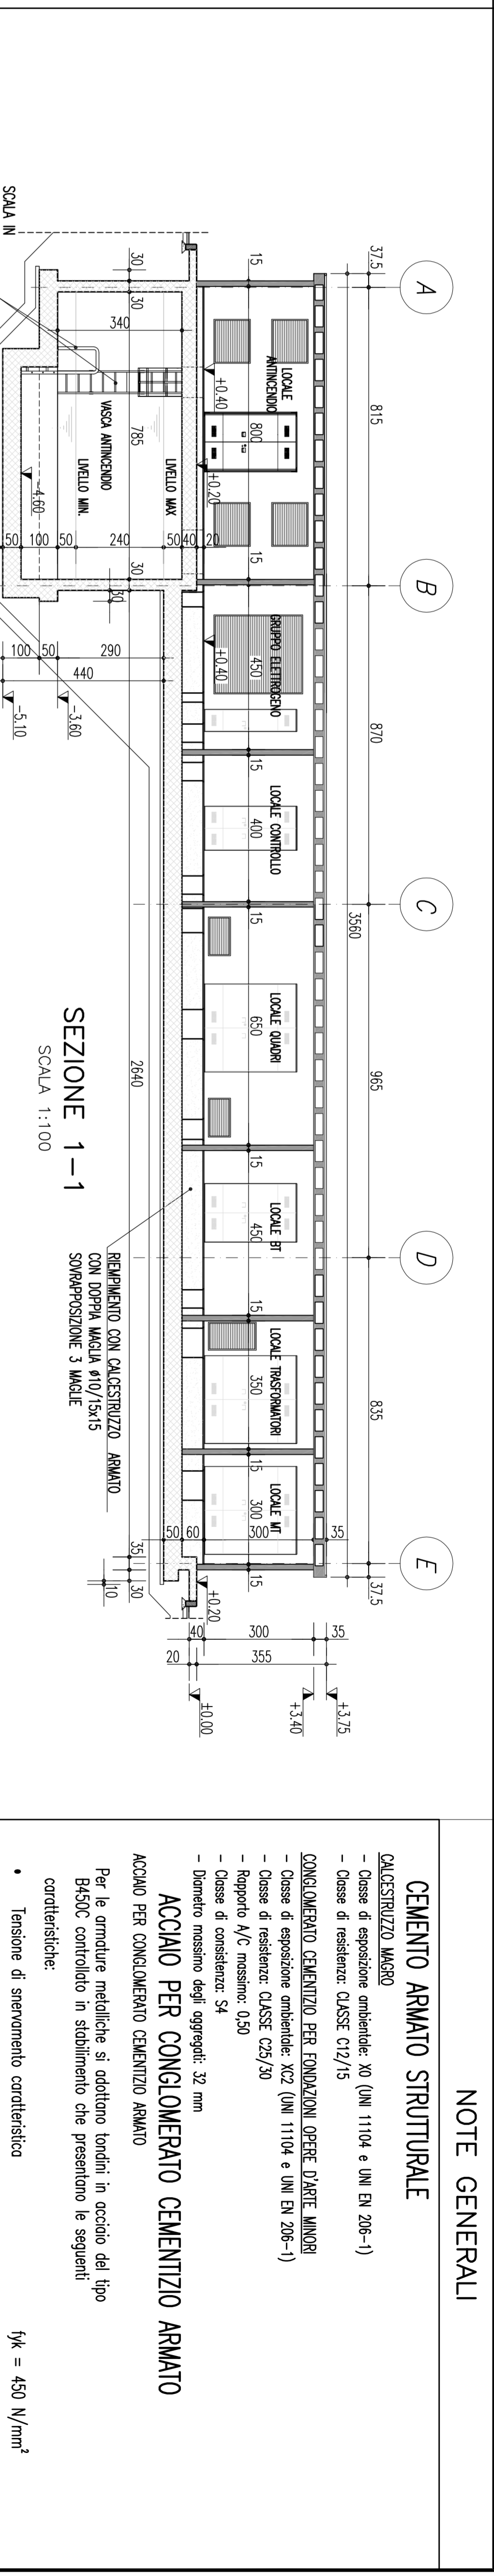 A
B
C
D
E
37.5
815
870
965
835
37.5
3560
15
800
15
450
15
400
15
650
15
450
15
350
15
300
15
LOCALE
ANTINCENDIO
GRUPPO ELETTROGENO
LOCALE CONTROLLO
LOCALE QUADRI
LOCALE BT
LOCALE TRASFORMATORI
LOCALE MT
+0.40
+0.20
+0.40
+0.20
30
30
340
785
30
30
VASCA ANTINCENDIO
LIVELLO MAX
LIVELLO MIN.
-4.60
50
100
50
240
50
40
20
100
50
290
440
-3.60
-5.10
2640
35
30
10
50
60
300
35
20
40
300
35
355
±0.00
+3.40
+3.75
SCALA IN
SEZIONE 1-1
SCALA 1:100
RIEMPIMENTO CON CALCESTRUZZO ARMATO
CON DOPPIA MAGLIA ø10/15x15
SOVRAPPOSIZIONE 3 MAGLIE
NOTE GENERALI
CEMENTO ARMATO STRUTTURALE
CALCESTRUZZO MAGRO
- Classe di esposizione ambientale: X0 (UNI 11104 e UNI EN 206-1)
- Classe di resistenza: CLASSE C12/15
CONGLOMERATO CEMENTIZIO PER FONDAZIONI OPERE D'ARTE MINORI
- Classe di esposizione ambientale: XC2 (UNI 11104 e UNI EN 206-1)
- Classe di resistenza: CLASSE C25/30
- Rapporto A/C massimo: 0,50
- Classe di consistenza: S4
- Diametro massimo degli aggregati: 32 mm
ACCIAIO PER CONGLOMERATO CEMENTIZIO ARMATO
ACCIAIO PER CONGLOMERATO CEMENTIZIO ARMATO
Per le armature metalliche si adottano tondini in acciaio del tipo
B450C controllato in stabilimento che presentano le seguenti
caratteristiche:
• Tensione di snervamento caratteristica fyk = 450 N/mm²